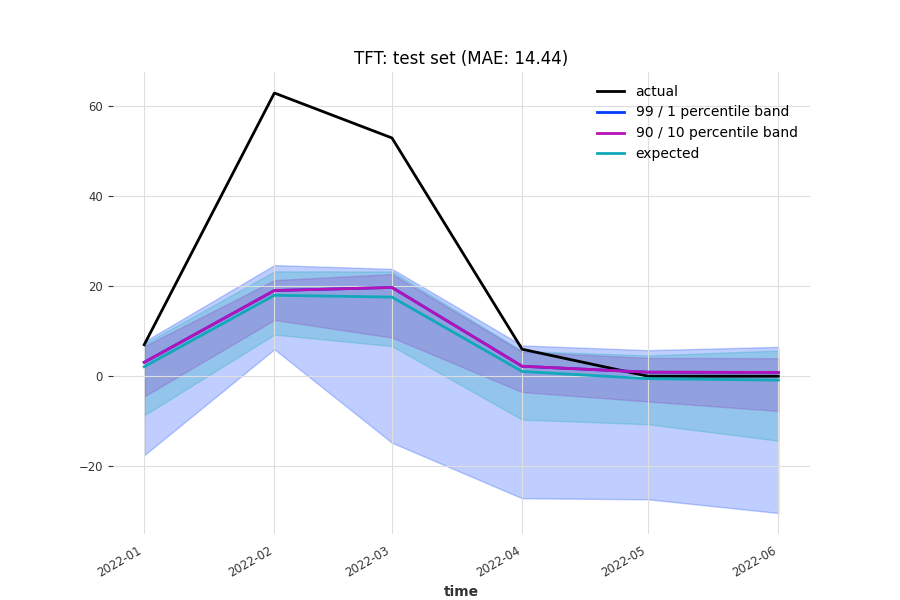 TFT: test set (MAE: 14.44)
actual
99 / 1 percentile band
90 / 10 percentile band
expected
60
40
20
0
−20
2022-01
2022-02
2022-03
2022-04
2022-05
2022-06
time